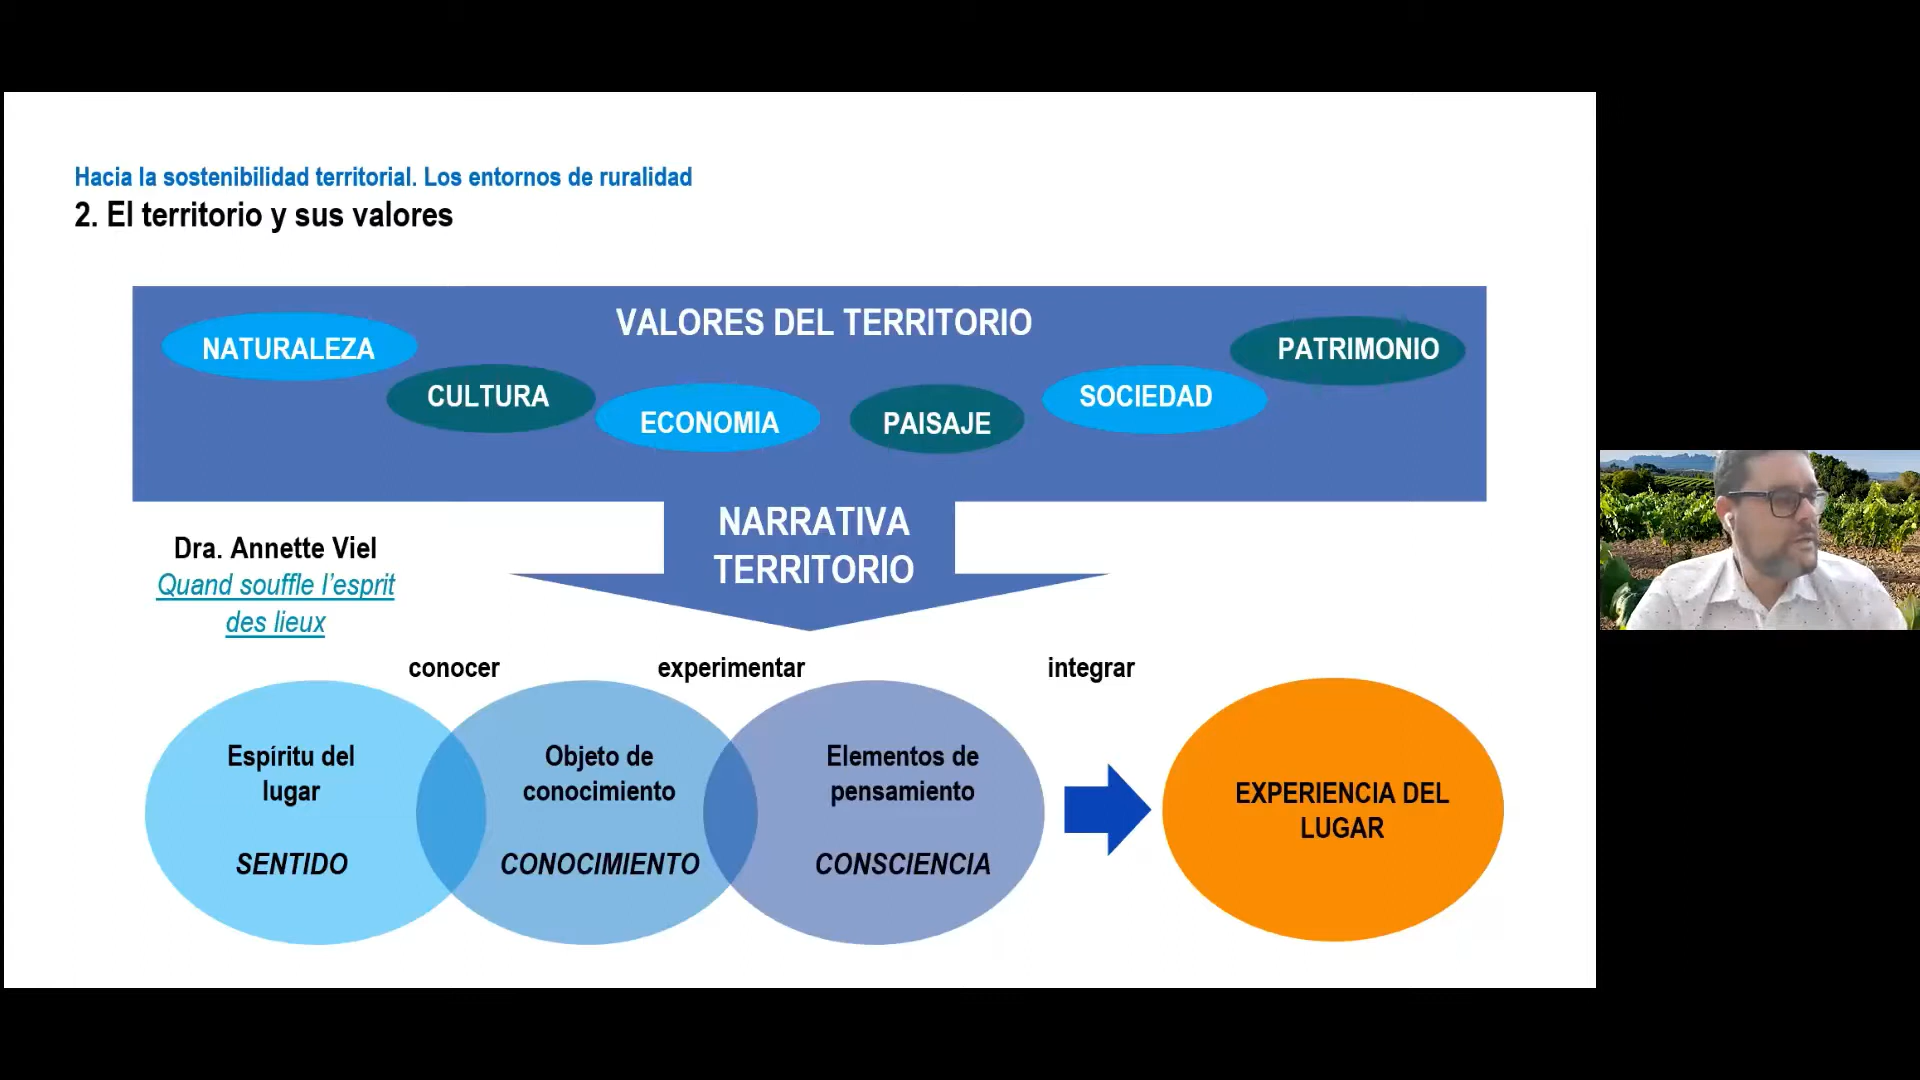 Hacia la sostenibilidad territorial. Los entornos de ruralidad
2. El territorio y sus valores
VALORES DEL TERRITORIO
NATURALEZA
CULTURA
ECONOMIA
PAISAJE
SOCIEDAD
PATRIMONIO
NARRATIVA
TERRITORIO
Dra. Annette Viel
Quand souffle l'esprit
des lieux
conocer
experimentar
integrar
Espíritu del
lugar
SENTIDO
Objeto de
conocimiento
CONOCIMIENTO
Elementos de
pensamiento
CONSCIENCIA
EXPERIENCIA DEL
LUGAR